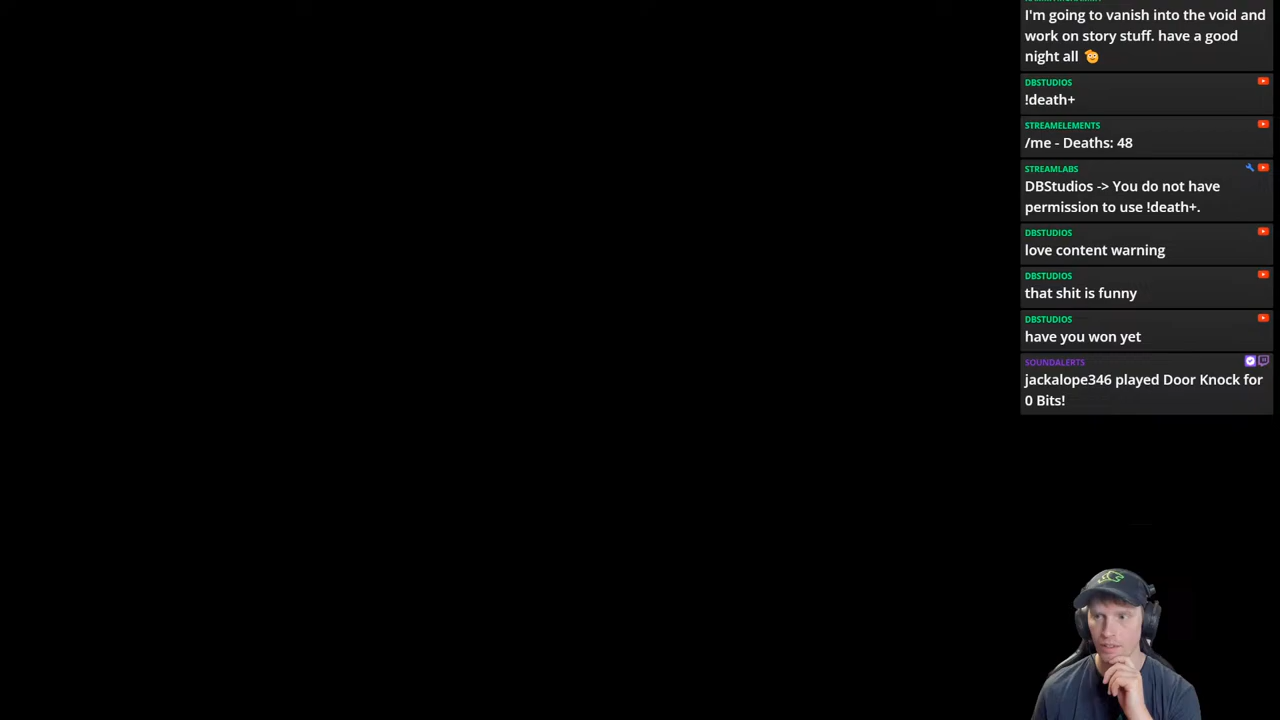 I'm going to vanish into the void and
work on story stuff. have a good
night all
DBSTUDIOS
!death+
STREAMELEMENTS
/me - Deaths: 48
STREAMLABS
DBStudios -> You do not have
permission to use !death+.
DBSTUDIOS
love content warning
DBSTUDIOS
that shit is funny
DBSTUDIOS
have you won yet
SOUNDALERTS
jackalope346 played Door Knock for
0 Bits!